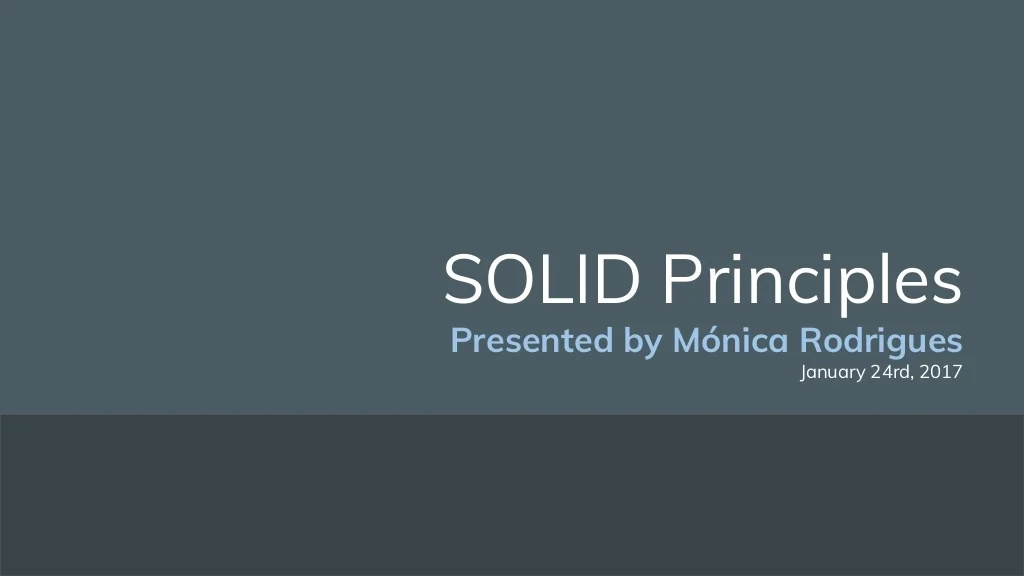 SOLID Principles
Presented by Mónica Rodrigues
January 24rd, 2017